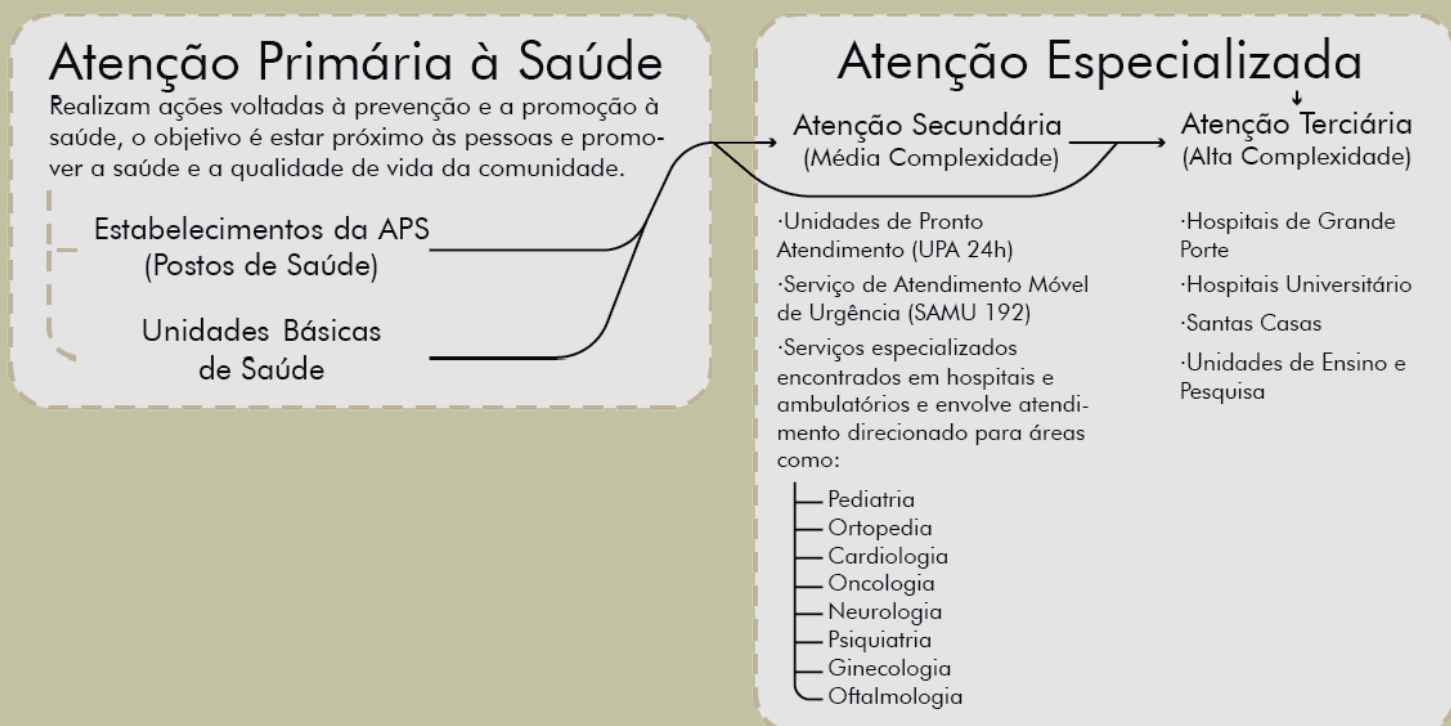 Atenção Primária à Saúde
Realizam ações voltadas à prevenção e a promoção à
saúde, o objetivo é estar próximo às pessoas e promo-
ver a saúde e a qualidade de vida da comunidade.
Estabelecimentos da APS
(Postos de Saúde)
Unidades Básicas
de Saúde
Atenção Especializada
Atenção Secundária
(Média Complexidade)
·Unidades de Pronto
Atendimento (UPA 24h)
·Serviço de Atendimento Móvel
de Urgência (SAMU 192)
·Serviços especializados
encontrados em hospitais e
ambulatórios e envolve atendi-
mento direcionado para áreas
como:
Pediatria
Ortopedia
Cardiologia
Oncologia
Neurologia
Psiquiatria
Ginecologia
Oftalmologia
Atenção Terciária
(Alta Complexidade)
·Hospitais de Grande
Porte
·Hospitais Universitário
·Santas Casas
·Unidades de Ensino e
Pesquisa